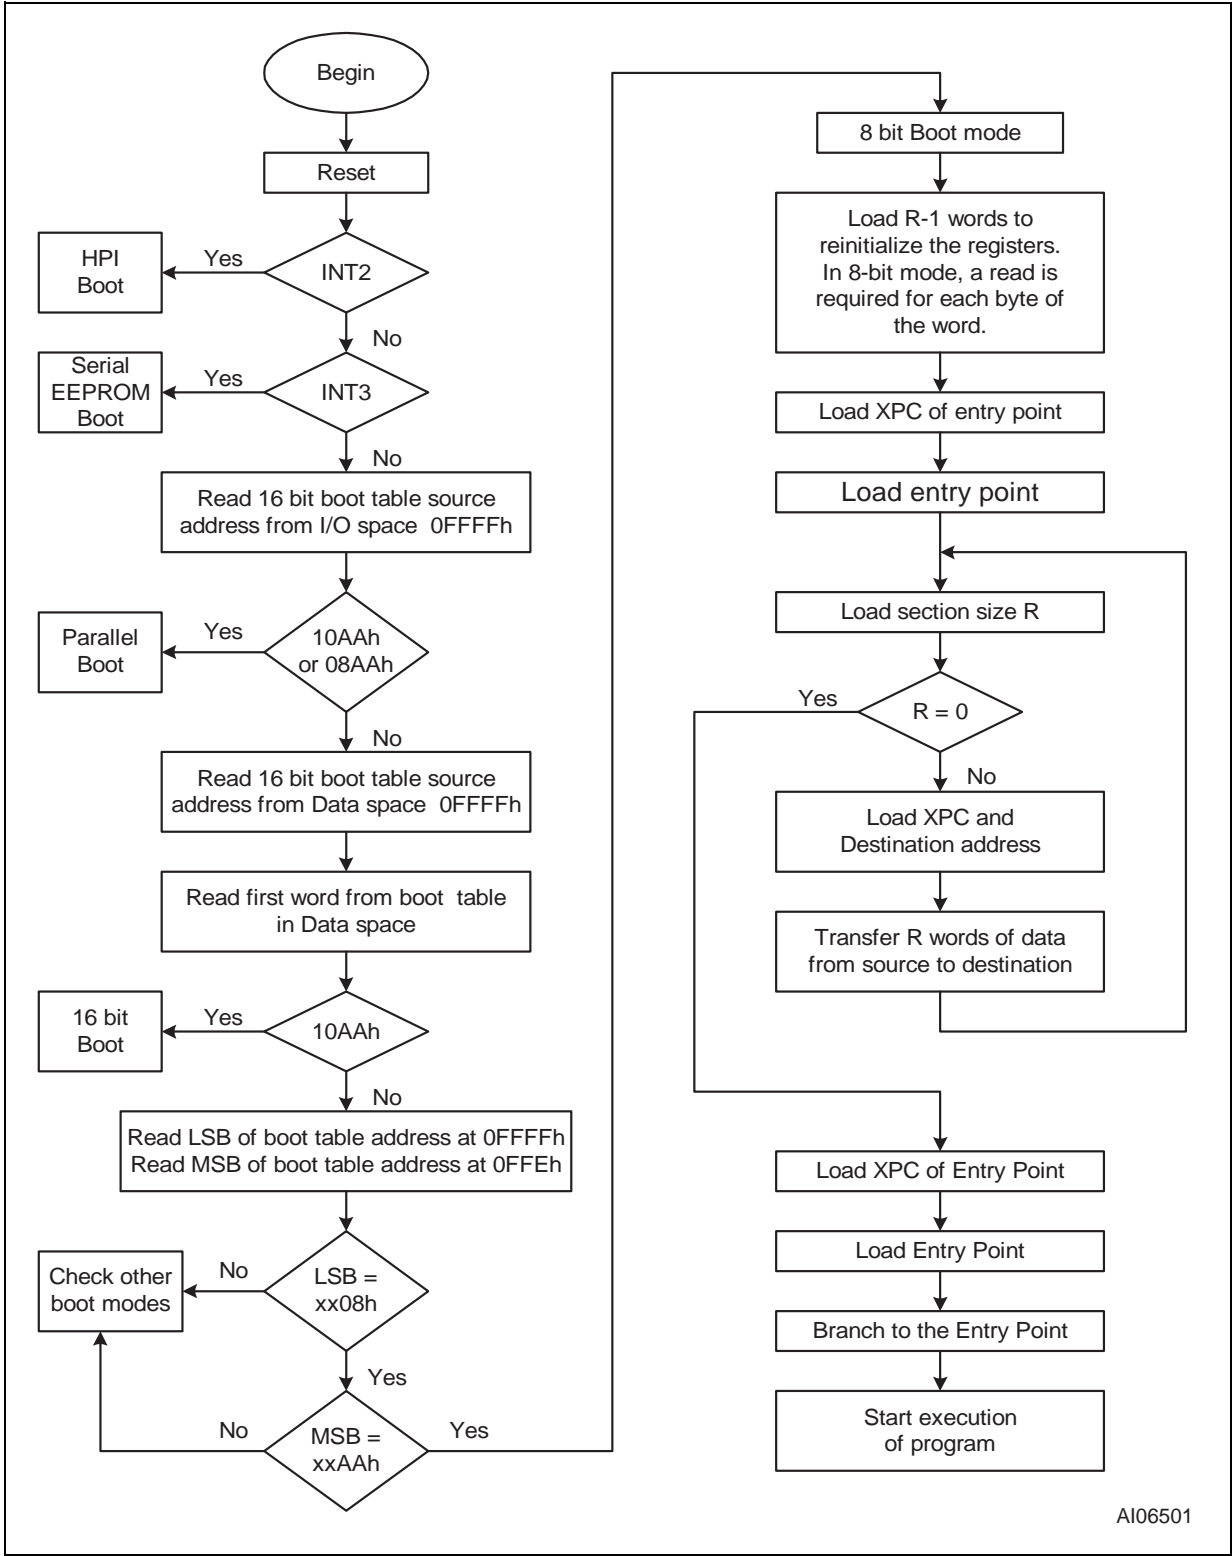 Begin
Reset
INT2
Yes
HPI
Boot
No
INT3
Yes
Serial
EEPROM
Boot
No
Read 16 bit boot table source
address from I/O space 0FFFFh
10AAh
or 08AAh
Yes
Parallel
Boot
No
Read 16 bit boot table source
address from Data space 0FFFFh
Read first word from boot table
in Data space
10AAh
Yes
16 bit
Boot
No
Read LSB of boot table address at 0FFFFh
Read MSB of boot table address at 0FFEh
LSB =
xx08h
No
Check other
boot modes
Yes
MSB =
xxAAh
No
Yes
8 bit Boot mode
Load R-1 words to
reinitialize the registers.
In 8-bit mode, a read is
required for each byte of
the word.
Load XPC of entry point
Load entry point
Load section size R
R = 0
Yes
No
Load XPC and
Destination address
Transfer R words of data
from source to destination
Load XPC of Entry Point
Load Entry Point
Branch to the Entry Point
Start execution
of program
AI06501